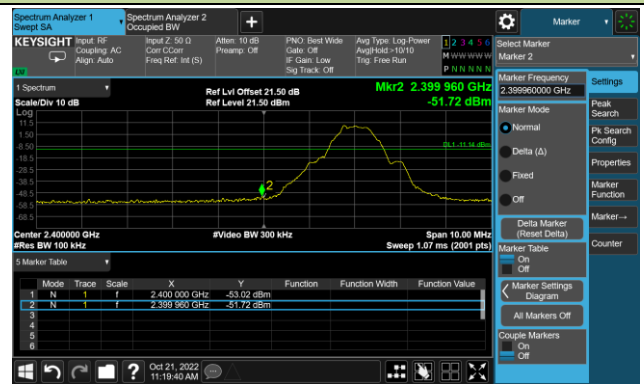 Spectrum Analyzer 1
Swept SA
Spectrum Analyzer 2
Occupied BW
+
Marker
KEYSIGHT
Input: RF
Coupling: AC
Align: Auto
Input Z: 50 Ω
Corr CCorr
Freq Ref: Int (S)
Atten: 10 dB
Preamp: Off
PNO: Best Wide
Gate: Off
IF Gain: Low
Sig Track: Off
Avg Type: Log-Power
Avg|Hold:>10/10
Trig: Free Run
1 2 3 4 5 6
M W W W W W
P N N N N N
LW
Select Marker
Marker 2
1 Spectrum
Scale/Div 10 dB
Log
Ref Lvl Offset 21.50 dB
Ref Level 21.50 dBm
Mkr2 2.399 960 GHz
-51.72 dBm
11.5
1.50
-8.50
-18.5
-28.5
-38.5
-48.5
-58.5
-68.5
DL1 -11.14 dBm
2
Center 2.400000 GHz
#Res BW 100 kHz
#Video BW 300 kHz
Span 10.00 MHz
Sweep 1.07 ms (2001 pts)
5 Marker Table
Mode Trace Scale X Y Function Function Width Function Value
1 N 1 f 2.400 000 GHz -53.02 dBm
2 N 1 f 2.399 960 GHz -51.72 dBm
3
4
5
6
Marker Frequency
2.399960000 GHz
Marker Mode
Normal
Delta (Δ)
Fixed
Off
Delta Marker
(Reset Delta)
Marker Table
On
Off
Marker Settings
Diagram
All Markers Off
Couple Markers
On
Off
Settings
Peak
Search
Pk Search
Config
Properties
Marker
Function
Marker→
Counter
?
Oct 21, 2022
11:19:40 AM